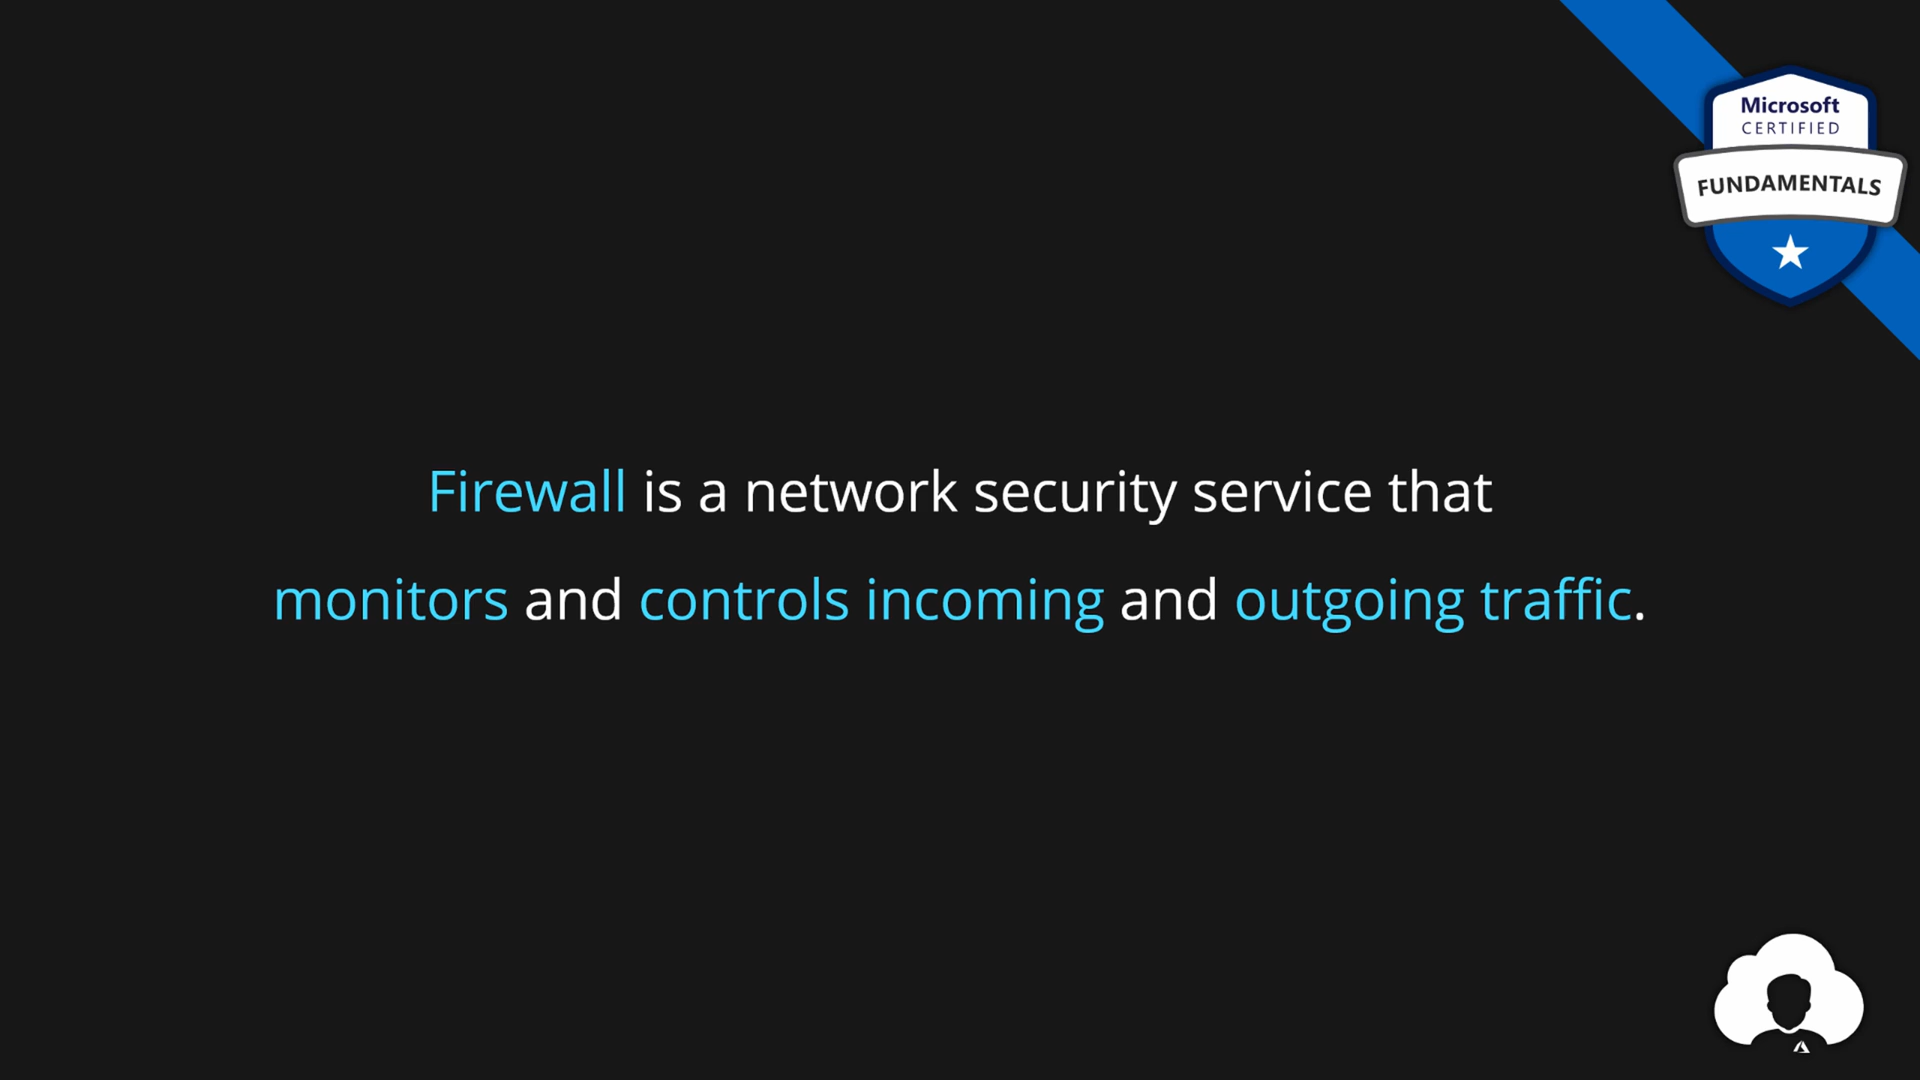 Microsoft
CERTIFIED
FUNDAMENTALS
Firewall is a network security service that
monitors and controls incoming and outgoing traffic.